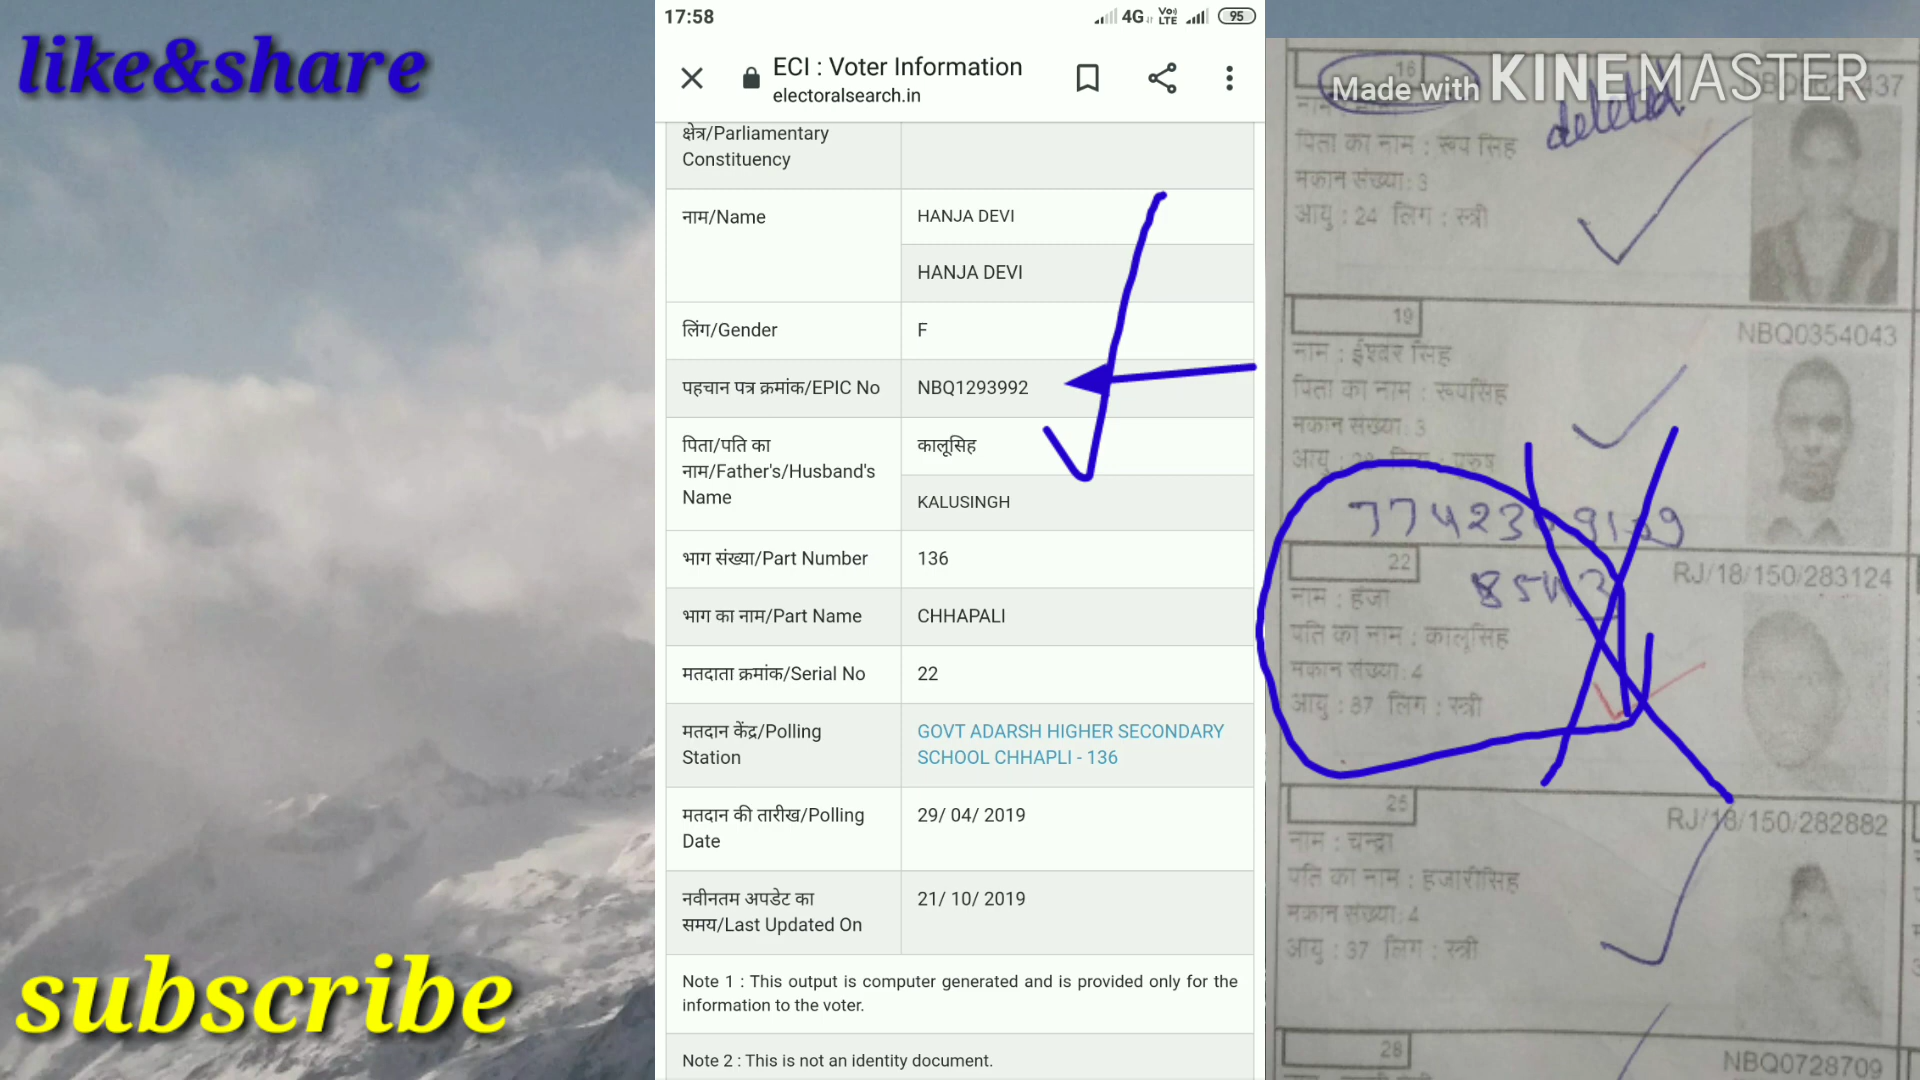 like&share
subscribe
17:58
4G
Vo)
LTE
95
ECI : Voter Information
electoralsearch.in
क्षेत्र/Parliamentary
Constituency
नाम/Name
HANJA DEVI
HANJA DEVI
लिंग/Gender
F
पहचान पत्र क्रमांक/EPIC No
NBQ1293992
पिता/पति का
नाम/Father's/Husband's
Name
कालूसिह
KALUSINGH
भाग संख्या/Part Number
136
भाग का नाम/Part Name
CHHAPALI
मतदाता क्रमांक/Serial No
22
मतदान केंद्र/Polling
Station
GOVT ADARSH HIGHER SECONDARY
SCHOOL CHHAPLI - 136
मतदान की तारीख/Polling
Date
29/ 04/ 2019
नवीनतम अपडेट का
समय/Last Updated On
21/ 10/ 2019
Note 1 : This output is computer generated and is provided only for the
information to the voter.
Note 2 : This is not an identity document.
Made with KINEMASTER
16
deleted
पिता का नाम : रूप सिह
मकान संख्या: 3
आयु : 24 लिंग : स्त्री
19
NBQ0354043
नाम : ईश्वर सिह
पिता का नाम : रूपसिह
मकान संख्या: 3
22
RJ/18/150/283124
नाम : हंजा
पति का नाम : कालूसिह
मकान संख्या: 4
आयु : 37 लिंग : स्त्री
25
RJ/18/150/282882
नाम : चन्द्रा
पति का नाम : हजारीसिह
मकान संख्या: 4
आयु : 37 लिंग : स्त्री
28
NBQ0728709